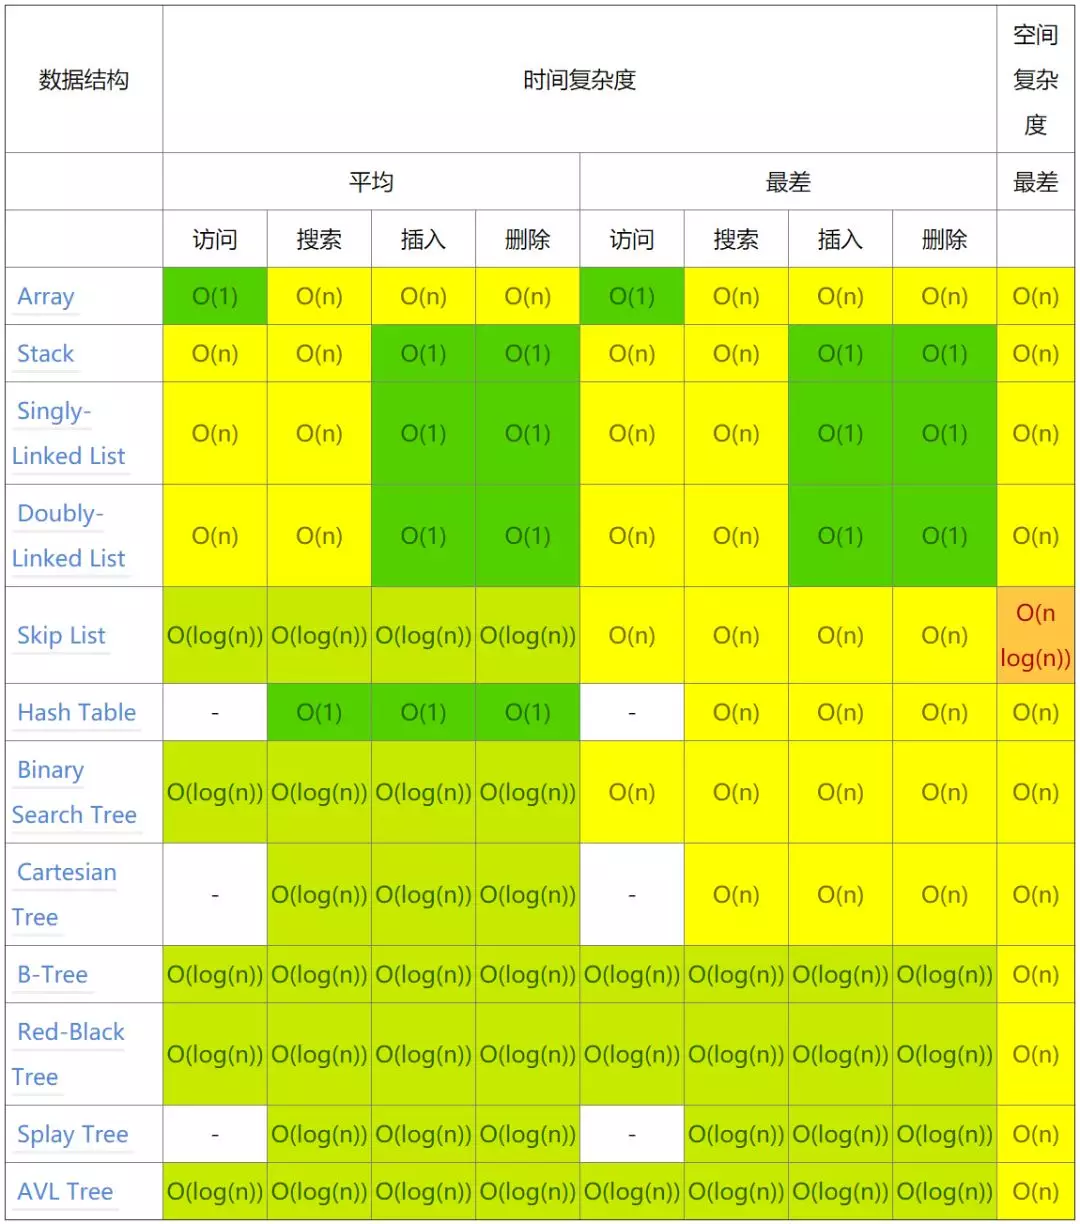 数据结构 时间复杂度 空间
复杂
度
平均 最差 最差
访问 搜索 插入 删除 访问 搜索 插入 删除
Array O(1) O(n) O(n) O(n) O(1) O(n) O(n) O(n) O(n)
Stack O(n) O(n) O(1) O(1) O(n) O(n) O(1) O(1) O(n)
Singly-
Linked List O(n) O(n) O(1) O(1) O(n) O(n) O(1) O(1) O(n)
Doubly-
Linked List O(n) O(n) O(1) O(1) O(n) O(n) O(1) O(1) O(n)
Skip List O(log(n)) O(log(n)) O(log(n)) O(log(n)) O(n) O(n) O(n) O(n) O(n
log(n))
Hash Table - O(1) O(1) O(1) - O(n) O(n) O(n) O(n)
Binary
Search Tree O(log(n)) O(log(n)) O(log(n)) O(log(n)) O(n) O(n) O(n) O(n) O(n)
Cartesian
Tree - O(log(n)) O(log(n)) O(log(n)) - O(n) O(n) O(n) O(n)
B-Tree O(log(n)) O(log(n)) O(log(n)) O(log(n)) O(log(n)) O(log(n)) O(log(n)) O(log(n)) O(n)
Red-Black
Tree O(log(n)) O(log(n)) O(log(n)) O(log(n)) O(log(n)) O(log(n)) O(log(n)) O(log(n)) O(n)
Splay Tree - O(log(n)) O(log(n)) O(log(n)) - O(log(n)) O(log(n)) O(log(n)) O(n)
AVL Tree O(log(n)) O(log(n)) O(log(n)) O(log(n)) O(log(n)) O(log(n)) O(log(n)) O(log(n)) O(n)